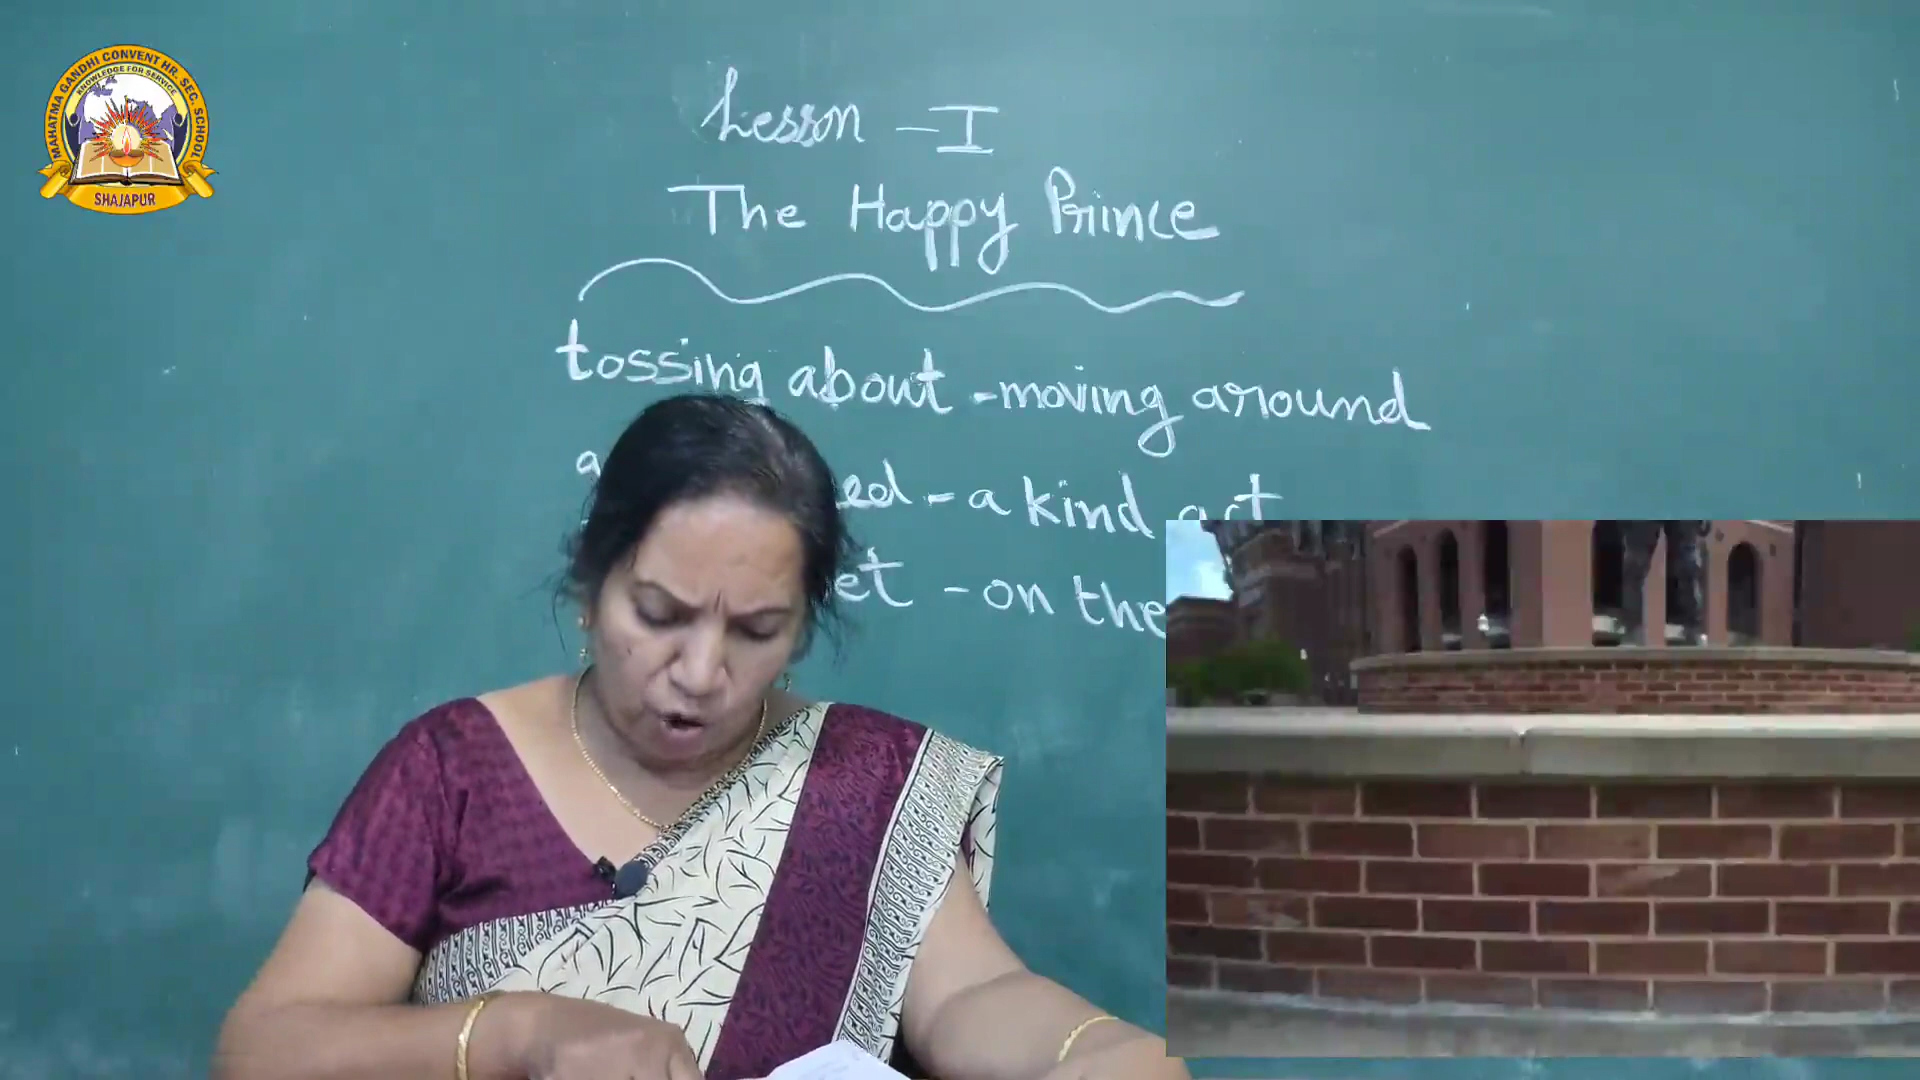 MAHATMA GANDHI CONVENT HR. SEC. SCHOOL
KNOWLEDGE FOR SERVICE
SHAJAPUR
Lesson - I
The Happy Prince
tossing about - moving around
- a kind act
- on the